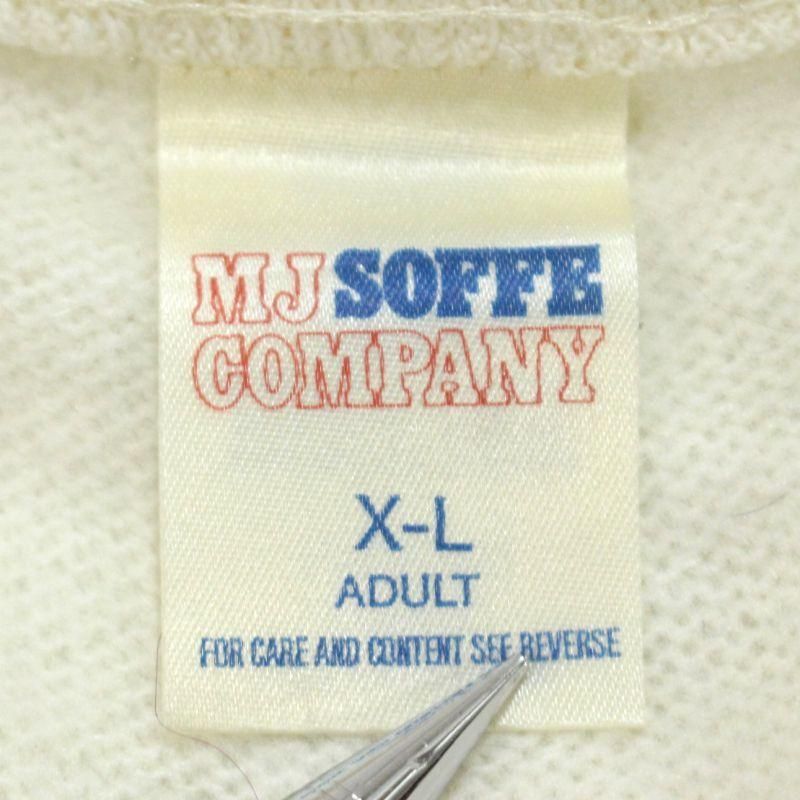 MJ SOFFE
COMPANY
X-L
ADULT
FOR CARE AND CONTENT SEE REVERSE